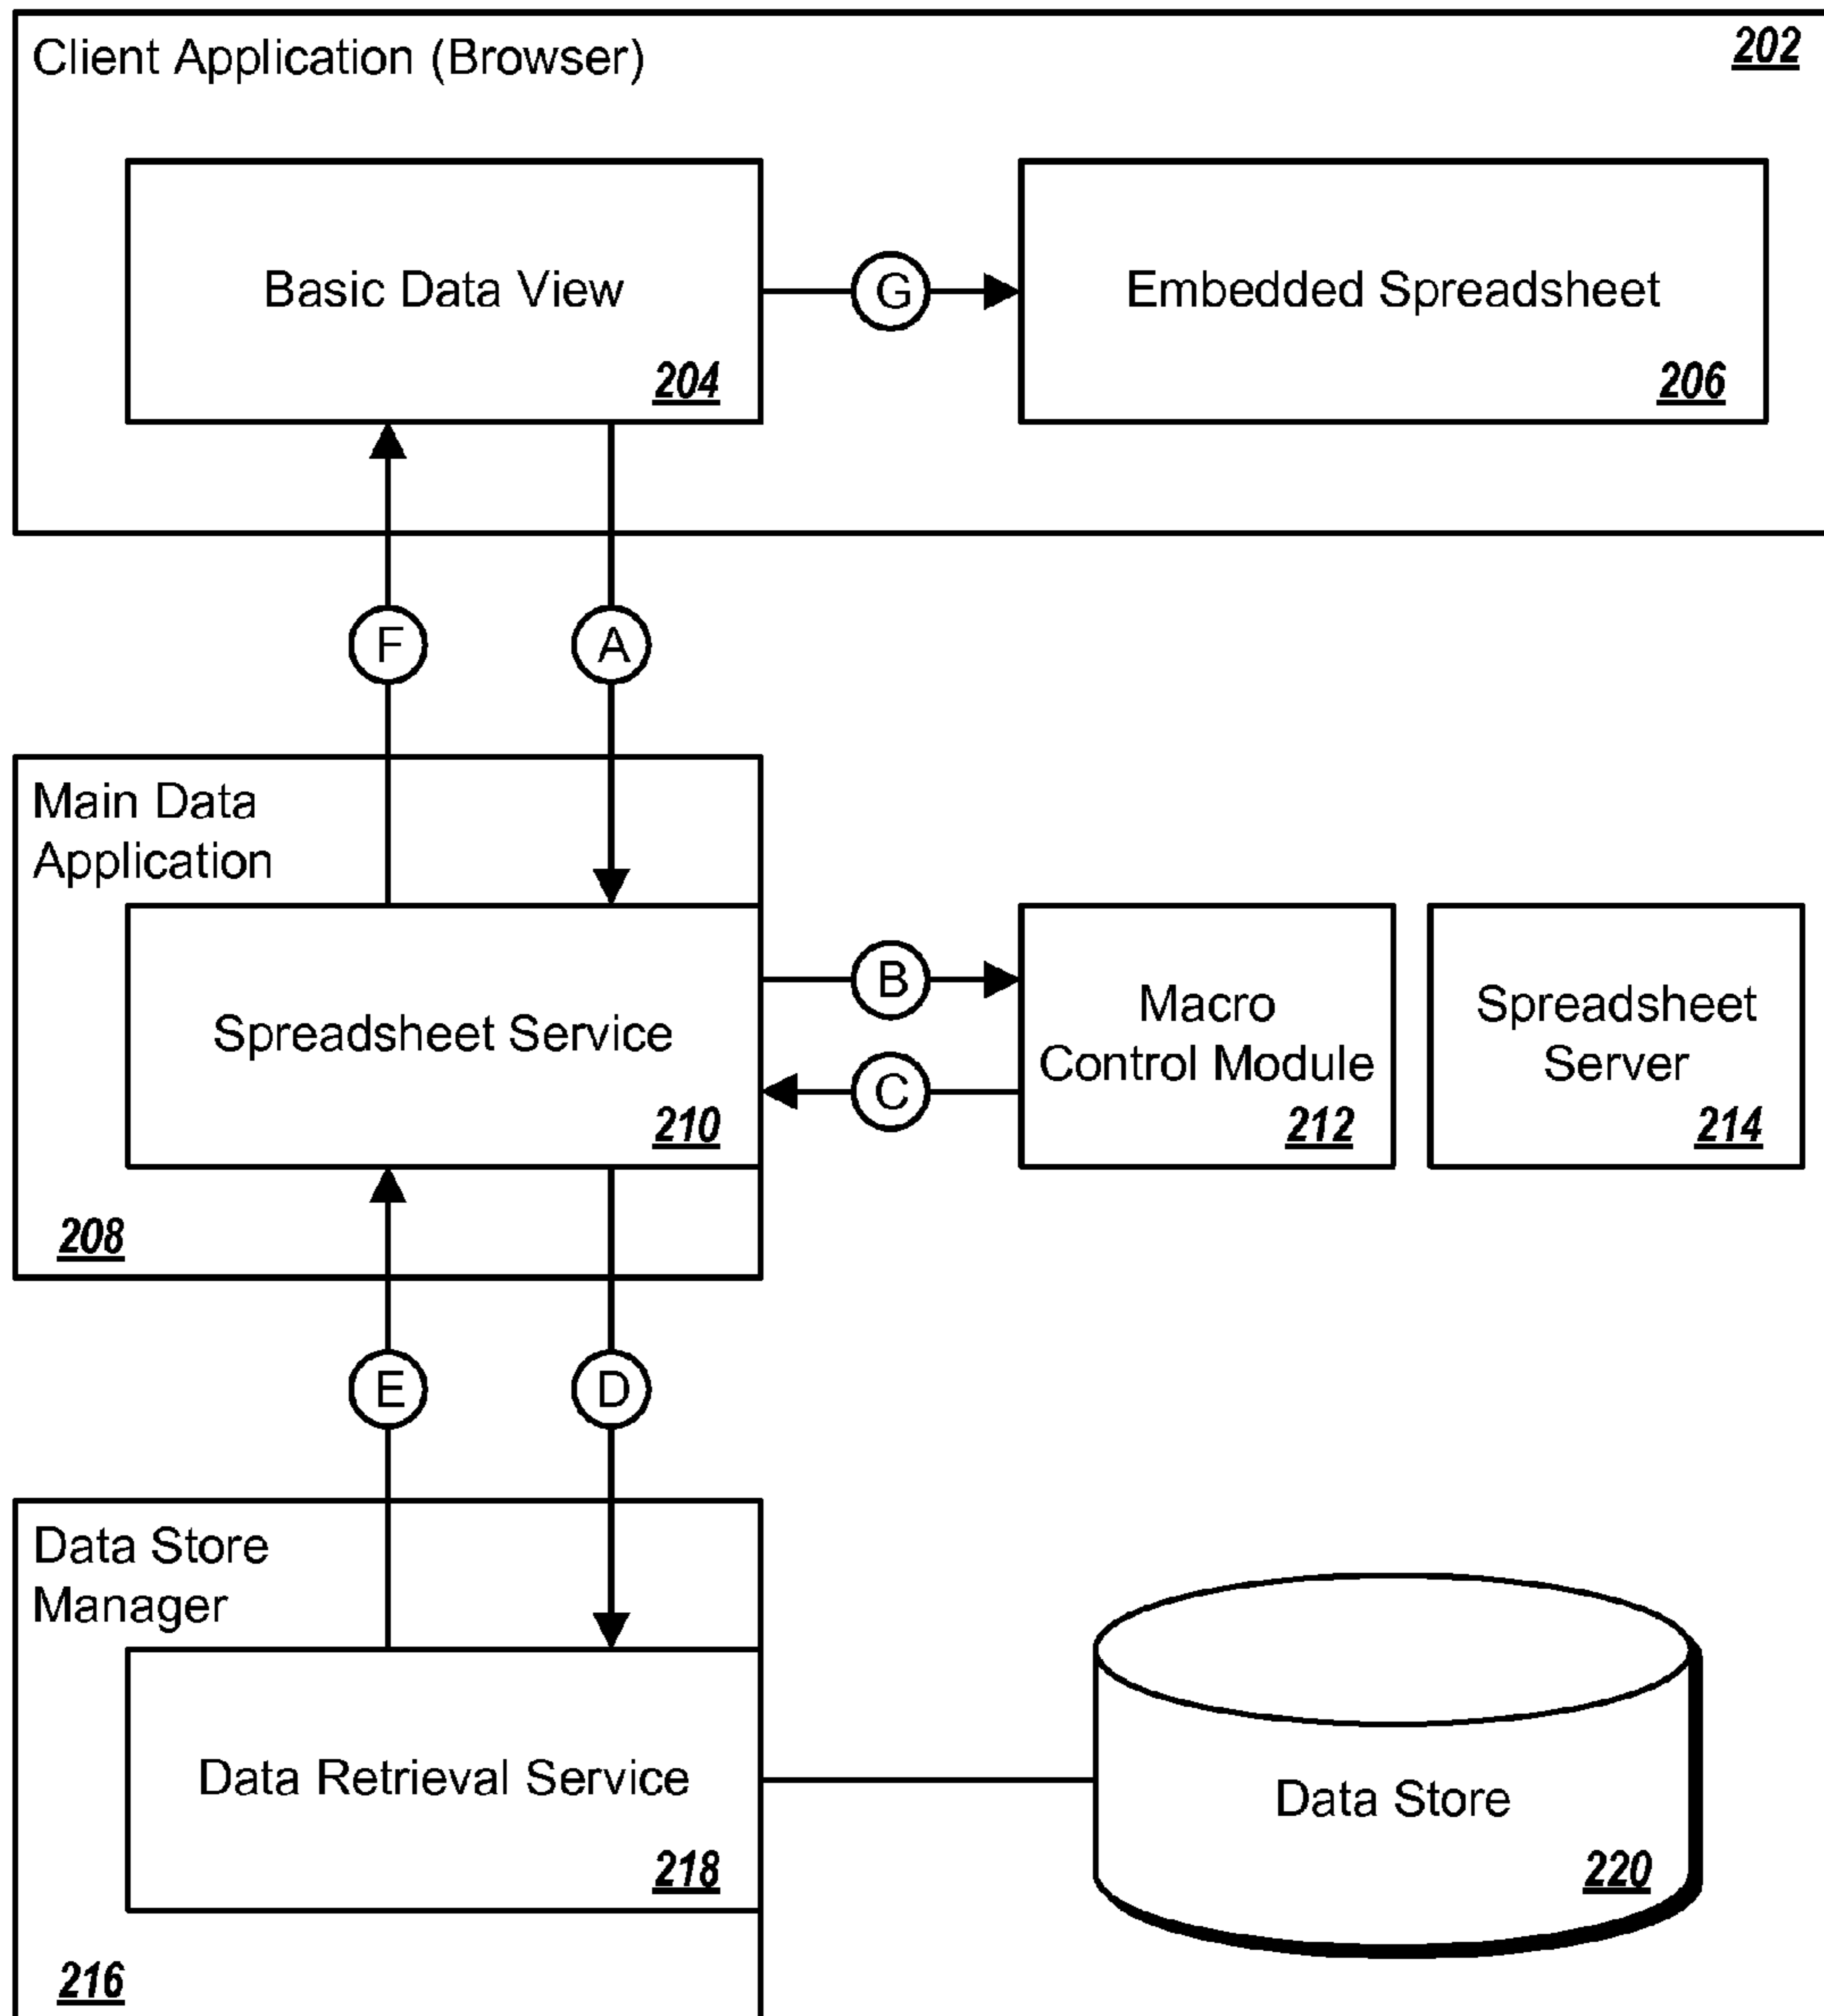 Client Application (Browser)
202
Basic Data View
204
G
Embedded Spreadsheet
206
F
A
Main Data
Application
Spreadsheet Service
210
208
B
C
Macro
Control Module
212
Spreadsheet
Server
214
E
D
Data Store
Manager
Data Retrieval Service
218
216
Data Store
220